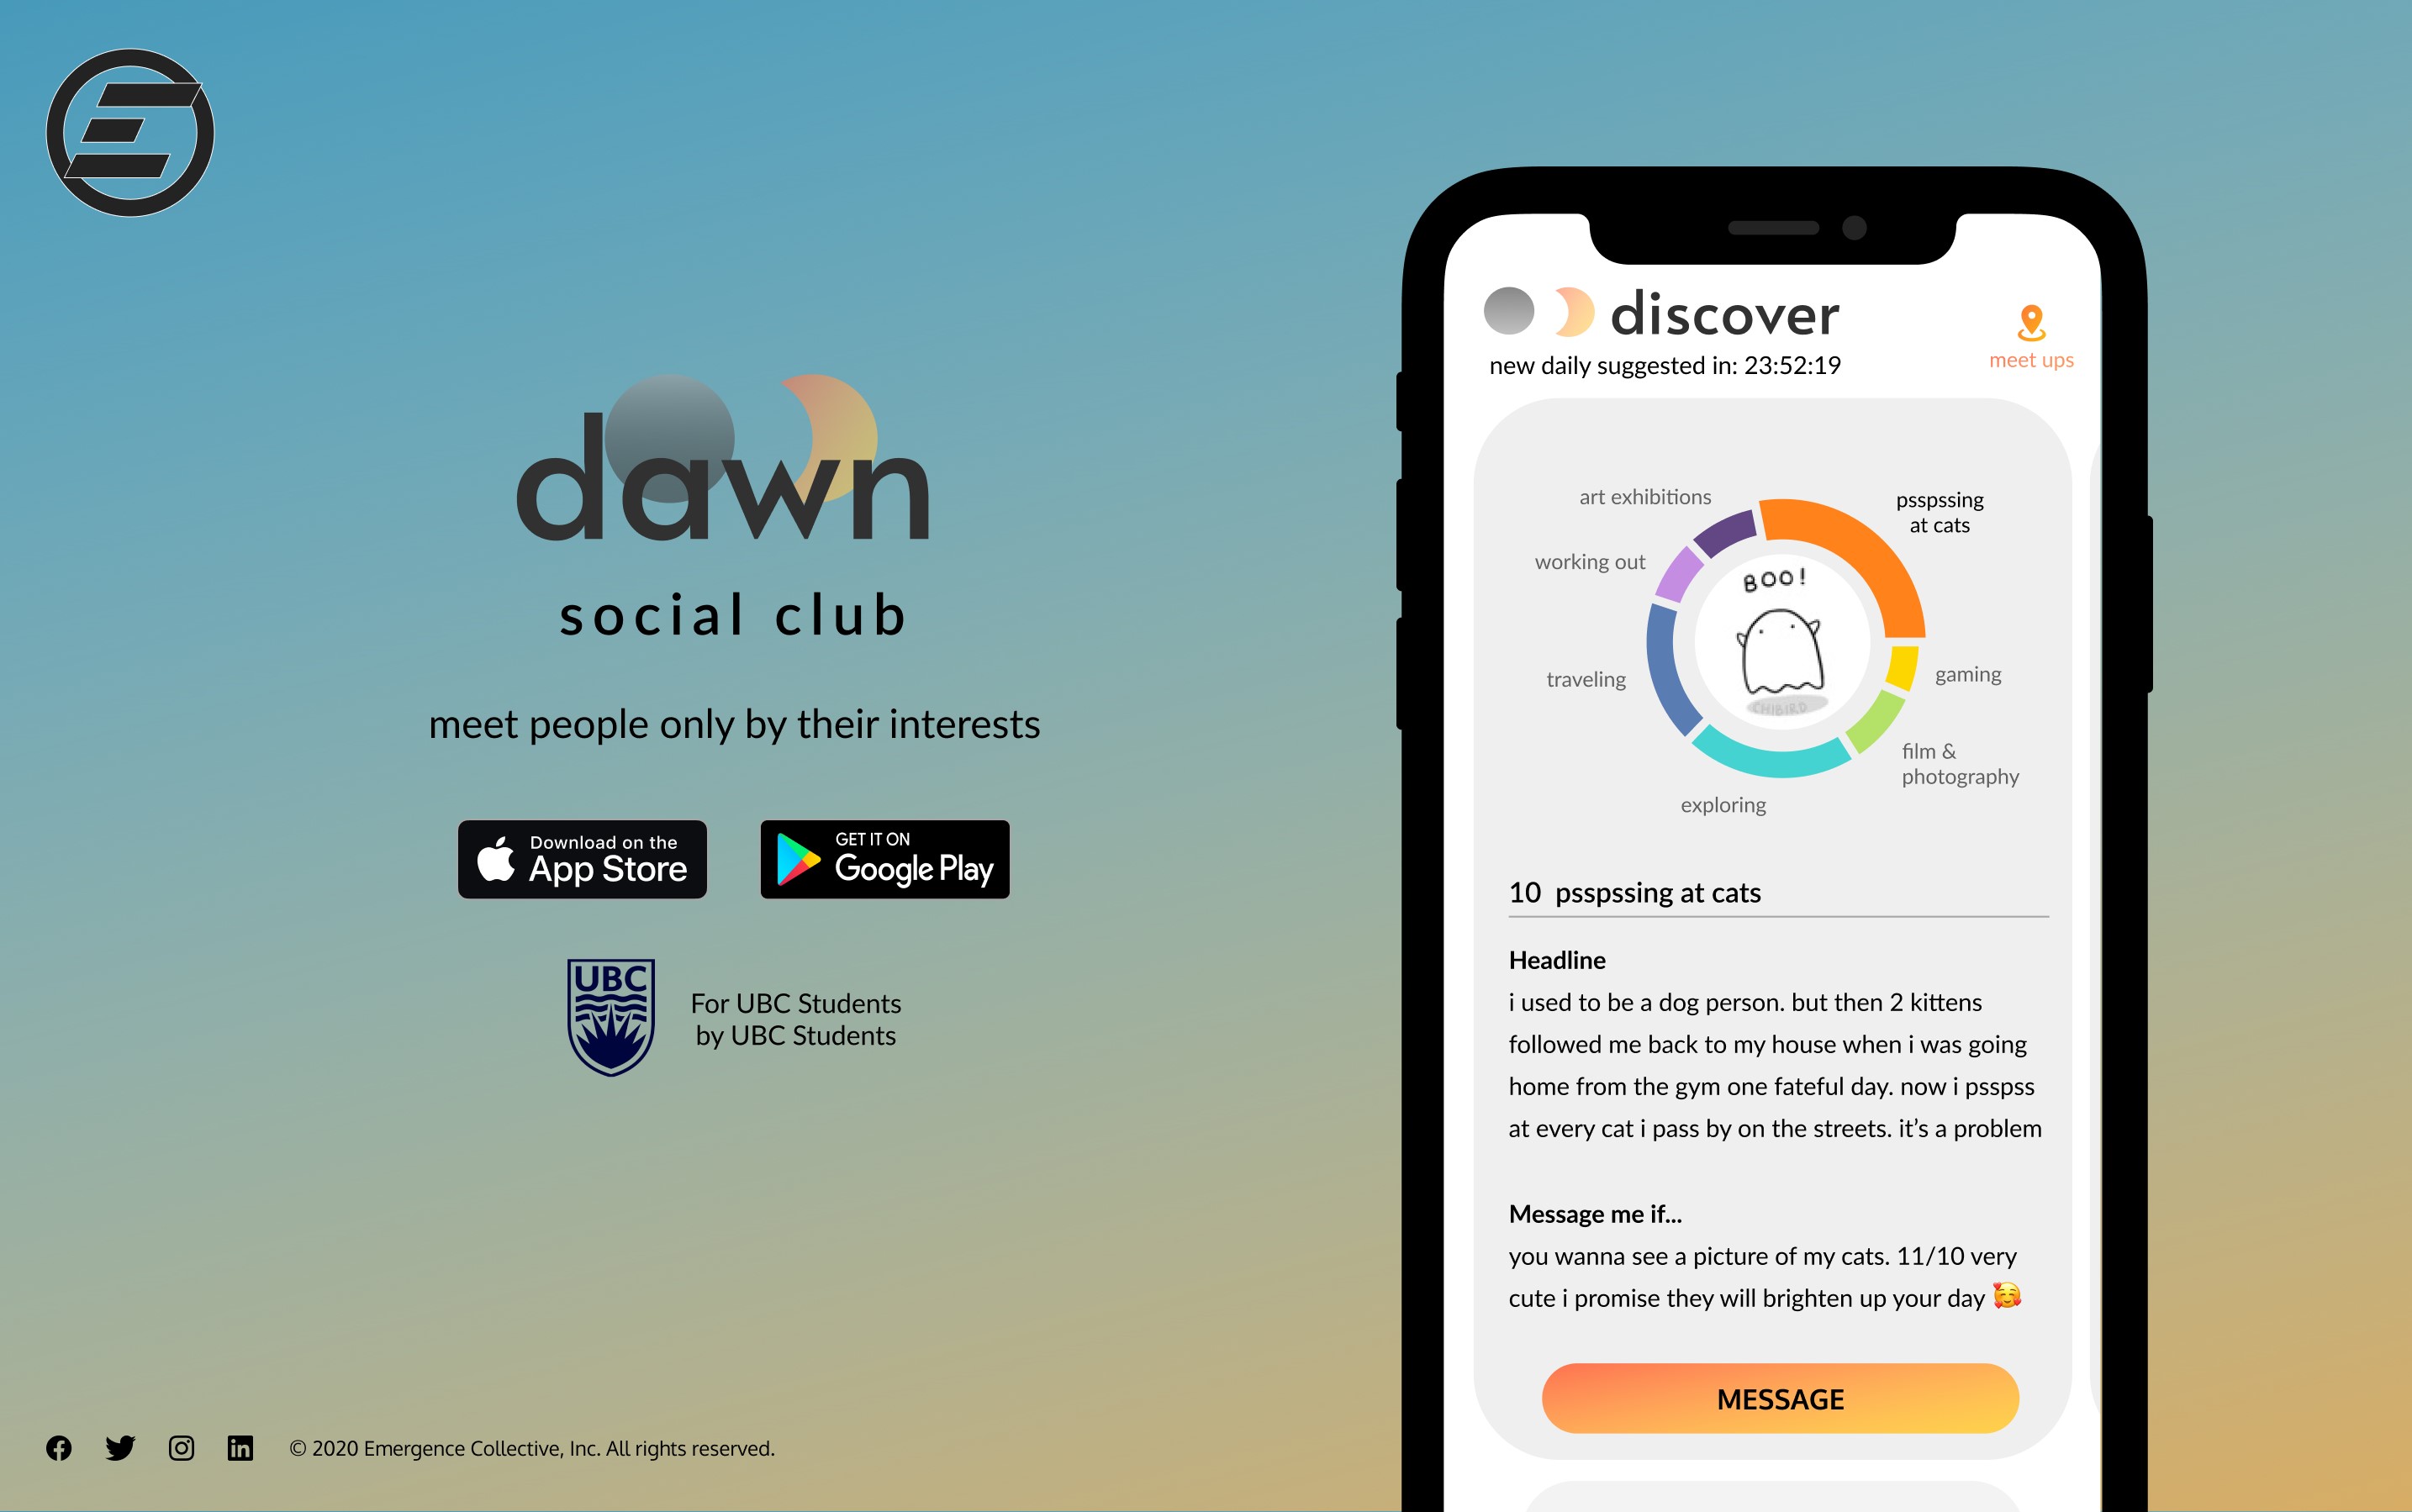 dawn
social club
meet people only by their interests
Download on the
App Store
GET IT ON
Google Play
UBC
For UBC Students
by UBC Students
© 2020 Emergence Collective, Inc. All rights reserved.
discover
new daily suggested in: 23:52:19
meet ups
art exhibitions
psspssing
at cats
working out
BOO!
traveling
gaming
CHIBIRD
film &
photography
exploring
10 psspssing at cats
Headline
i used to be a dog person. but then 2 kittens
followed me back to my house when i was going
home from the gym one fateful day. now i psspss
at every cat i pass by on the streets. it’s a problem
Message me if...
you wanna see a picture of my cats. 11/10 very
cute i promise they will brighten up your day 🥰
MESSAGE